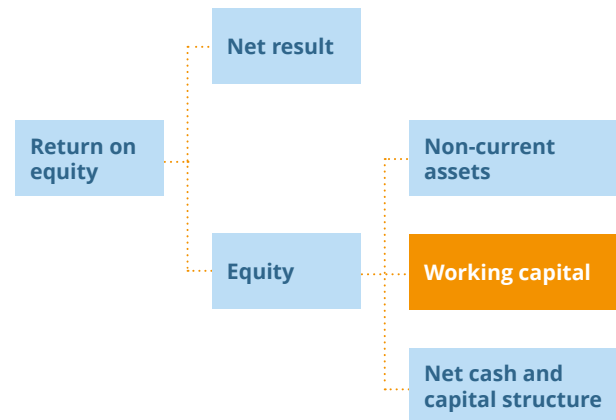 Net result
Return on
equity
Non-current
assets
Equity
Working capital
Net cash and
capital structure